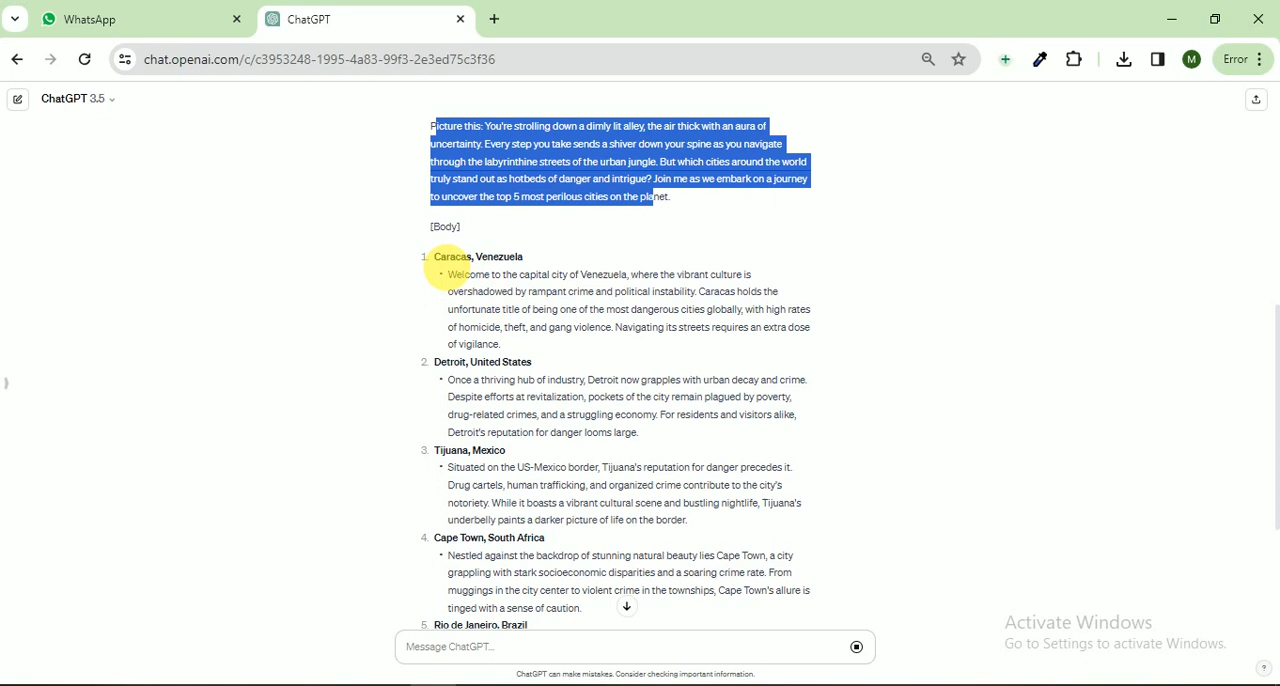 WhatsApp
ChatGPT
chat.openai.com/c/c3953248-1995-4a83-99f3-2e3ed75c3f36
M
Error
ChatGPT 3.5
Picture this: You're strolling down a dimly lit alley, the air thick with an aura of
uncertainty. Every step you take sends a shiver down your spine as you navigate
through the labyrinthine streets of the urban jungle. But which cities around the world
truly stand out as hotbeds of danger and intrigue? Join me as we embark on a journey
to uncover the top 5 most perilous cities on the planet.
[Body]
1. Caracas, Venezuela
• Welcome to the capital city of Venezuela, where the vibrant culture is
overshadowed by rampant crime and political instability. Caracas holds the
unfortunate title of being one of the most dangerous cities globally, with high rates
of homicide, theft, and gang violence. Navigating its streets requires an extra dose
of vigilance.
2. Detroit, United States
• Once a thriving hub of industry, Detroit now grapples with urban decay and crime.
Despite efforts at revitalization, pockets of the city remain plagued by poverty,
drug-related crimes, and a struggling economy. For residents and visitors alike,
Detroit's reputation for danger looms large.
3. Tijuana, Mexico
• Situated on the US-Mexico border, Tijuana's reputation for danger precedes it.
Drug cartels, human trafficking, and organized crime contribute to the city's
notoriety. While it boasts a vibrant cultural scene and bustling nightlife, Tijuana's
underbelly paints a darker picture of life on the border.
4. Cape Town, South Africa
• Nestled against the backdrop of stunning natural beauty lies Cape Town, a city
grappling with stark socioeconomic disparities and a soaring crime rate. From
muggings in the city center to violent crime in the townships, Cape Town's allure is
tinged with a sense of caution.
5. Rio de Janeiro, Brazil
Message ChatGPT...
ChatGPT can make mistakes. Consider checking important information.
Activate Windows
Go to Settings to activate Windows.
?